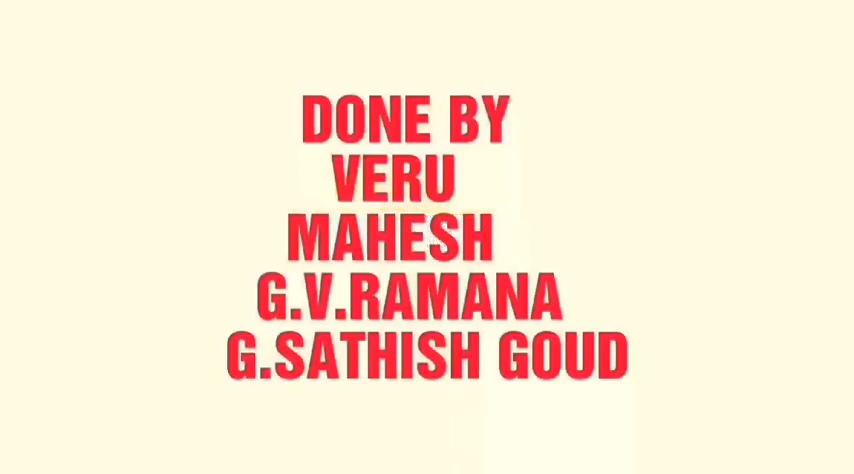 DONE BY
VERU
MAHESH
G.V.RAMANA
G.SATHISH GOUD